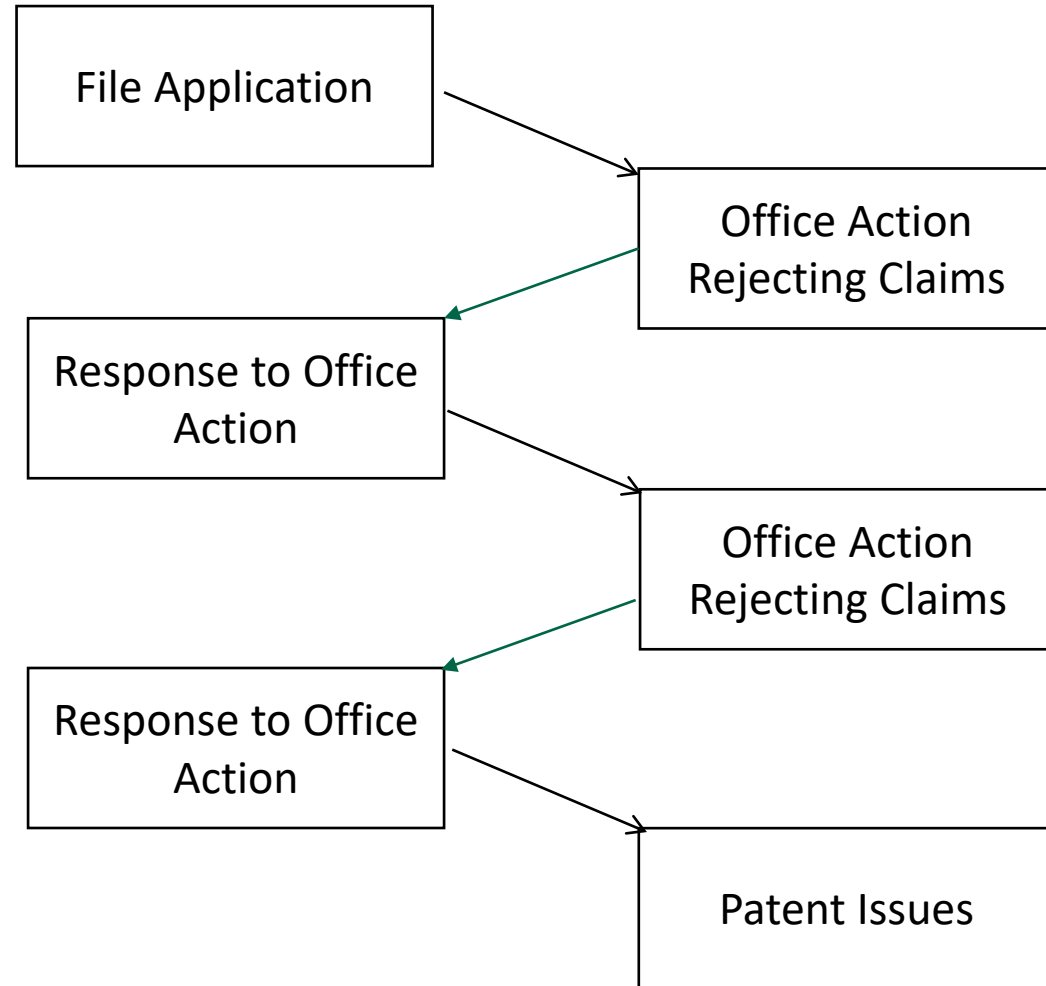 File Application
Office Action
Rejecting Claims
Response to Office
Action
Office Action
Rejecting Claims
Response to Office
Action
Patent Issues